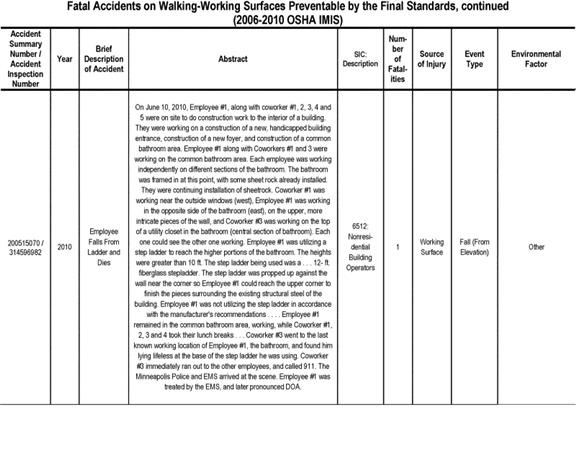 Fatal Accidents on Walking-Working Surfaces Preventable by the Final Standards, continued
(2006-2010 OSHA IMIS)
Accident
Summary
Number /
Accident
Inspection
Number
Year
Brief
Description
of Accident
Abstract
SIC:
Description
Num-
ber
of
Fatal-
ities
Source
of Injury
Event
Type
Environmental
Factor
200515070 /
314596982
2010
Employee
Falls From
Ladder and
Dies
On June 10, 2010, Employee #1, along with coworker #1, 2, 3, 4 and
5 were on site to do construction work to the interior of a building.
They were working on a construction of a new, handicapped building
entrance, construction of a new foyer, and construction of a common
bathroom area. Employee #1 along with Coworkers #1 and 3 were
working on the common bathroom area. Each employee was working
independently on different sections of the bathroom. The bathroom
was framed in at this point, with some sheet rock already installed.
They were continuing installation of sheetrock. Coworker #1 was
working near the outside windows (west), Employee #1 was working
in the opposite side of the bathroom (east), on the upper, more
intricate pieces of the wall, and Coworker #3 was working on the top
of a utility closet in the bathroom (central section of bathroom). Each
one could see the other one working. Employee #1 was utilizing a
step ladder to reach the higher portions of the bathroom. The heights
were greater than 10 ft. The step ladder being used was a . . . 12- ft.
fiberglass stepladder. The stepladder was propped up against the
wall near the corner so Employee #1 could reach the upper corner to
finish the pieces surrounding the existing structural steel of the
building. Employee #1 was not utilizing the step ladder in accordance
with the manufacturer's recommendations . . . . Employee #1
remained in the common bathroom area, working, while Coworker #1,
2, 3 and 4 took their lunch breaks . . . Coworker #3 went to the last
known working location of Employee #1, the bathroom, and found him
lying lifeless at the base of the step ladder he was using. Coworker
#3 immediately ran out to the other employees, and called 911. The
Minneapolis Police and EMS arrived at the scene. Employee #1 was
treated by the EMS, and later pronounced DOA.
6512:
Nonresi-
dential
Building
Operators
1
Working
Surface
Fall (From
Elevation)
Other